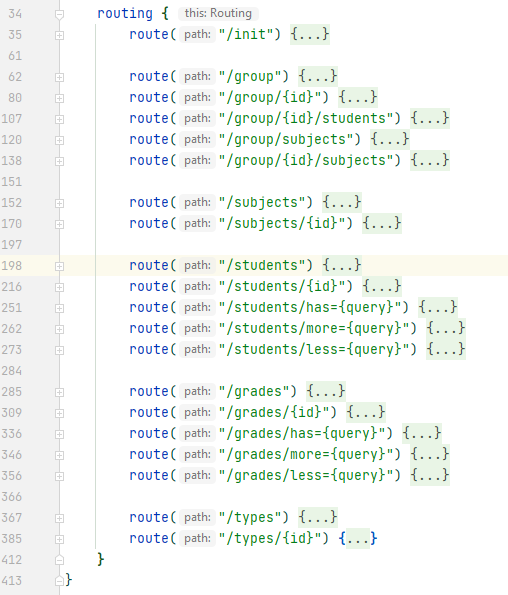 34 routing { this: Routing
35 route( path: "/init") {...}
61
62 route( path: "/group") {...}
80 route( path: "/group/{id}") {...}
107 route( path: "/group/{id}/students") {...}
120 route( path: "/group/subjects") {...}
138 route( path: "/group/{id}/subjects") {...}
151
152 route( path: "/subjects") {...}
170 route( path: "/subjects/{id}") {...}
197
198 route( path: "/students") {...}
216 route( path: "/students/{id}") {...}
251 route( path: "/students/has={query}") {...}
262 route( path: "/students/more={query}") {...}
273 route( path: "/students/less={query}") {...}
284
285 route( path: "/grades") {...}
309 route( path: "/grades/{id}") {...}
336 route( path: "/grades/has={query}") {...}
346 route( path: "/grades/more={query}") {...}
356 route( path: "/grades/less={query}") {...}
366
367 route( path: "/types") {...}
385 route( path: "/types/{id}") {...}
412 }
413 }